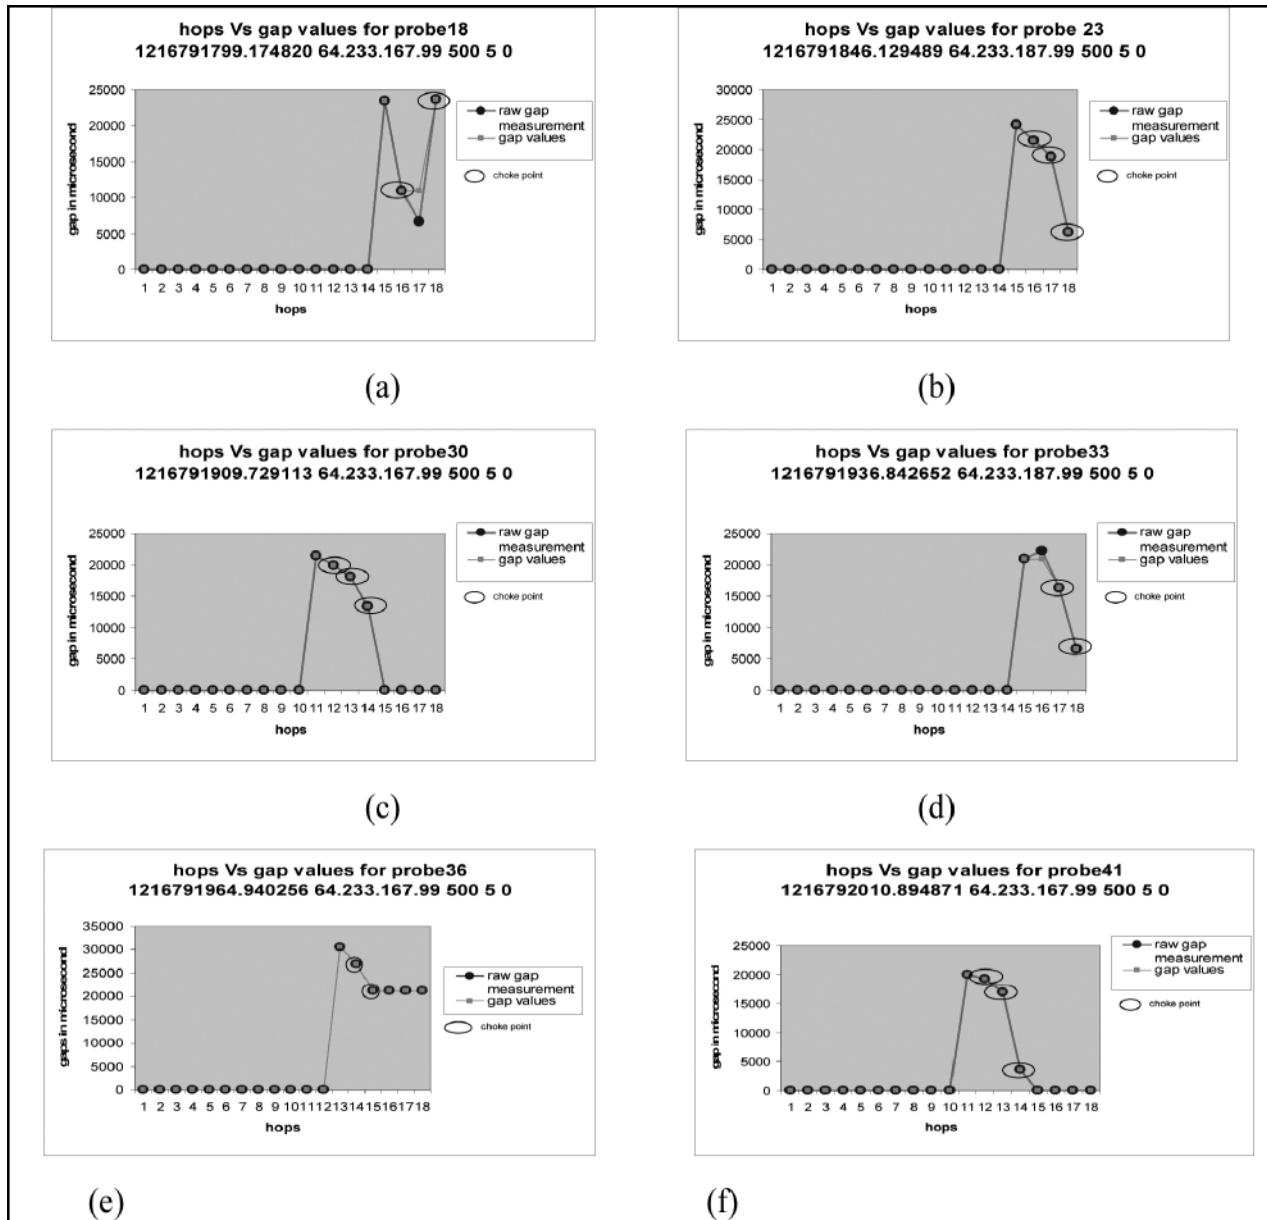 hops Vs gap values for probe18
1216791799.174820 64.233.167.99 500 5 0
25000
20000
15000
10000
5000
0
gap in microsecond
1 2 3 4 5 6 7 8 9 10 11 12 13 14 15 16 17 18
hops
raw gap
measurement
gap values
choke point
(a)
hops Vs gap values for probe 23
1216791846.129489 64.233.187.99 500 5 0
30000
25000
20000
15000
10000
5000
0
gap in microsecond
1 2 3 4 5 6 7 8 9 10 11 12 13 14 15 16 17 18
hops
raw gap
measurement
gap values
choke point
(b)
hops Vs gap values for probe30
1216791909.729113 64.233.167.99 500 5 0
25000
20000
15000
10000
5000
0
gap in microsecond
1 2 3 4 5 6 7 8 9 10 11 12 13 14 15 16 17 18
hops
raw gap
measurement
gap values
choke point
(c)
hops Vs gap values for probe33
1216791936.842652 64.233.187.99 500 5 0
25000
20000
15000
10000
5000
0
gap in microsecond
1 2 3 4 5 6 7 8 9 10 11 12 13 14 15 16 17 18
hops
raw gap
measurement
gap values
choke point
(d)
hops Vs gap values for probe36
1216791964.940256 64.233.167.99 500 5 0
35000
30000
25000
20000
15000
10000
5000
0
gaps in microsecond
1 2 3 4 5 6 7 8 9 10 11 12 13 14 15 16 17 18
hops
raw gap
measurement
gap values
choke point
(e)
hops Vs gap values for probe41
1216792010.894871 64.233.167.99 500 5 0
25000
20000
15000
10000
5000
0
gap in microsecond
1 2 3 4 5 6 7 8 9 10 11 12 13 14 15 16 17 18
hops
raw gap
measurement
gap values
choke point
(f)